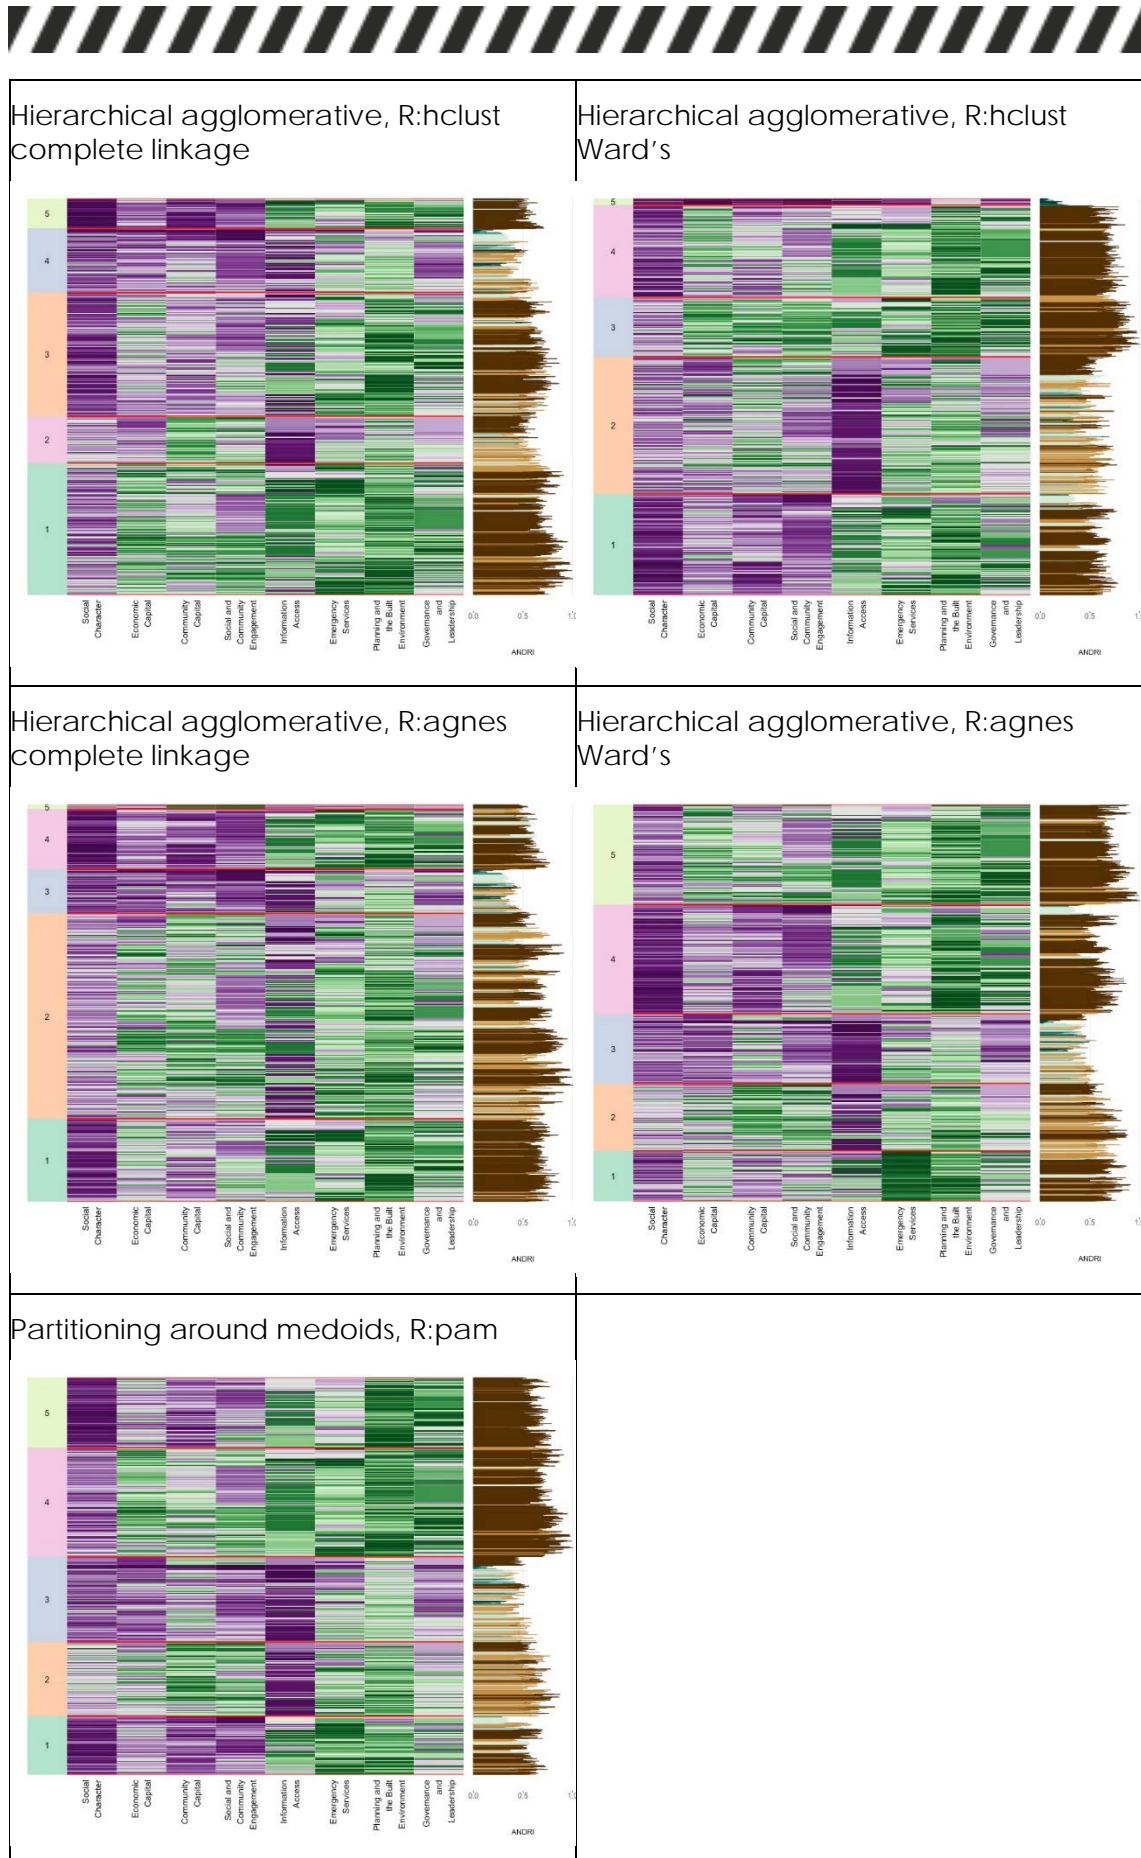 Hierarchical agglomerative, R:hclust
complete linkage
5
4
3
2
1
Social
Character
Economic
Capital
Community
Capital
Social and
Community
Engagement
Information
Access
Emergency
Services
Planning and
the Built
Environment
Governance
and
Leadership
0.0
0.5
1.0
ANDRI
Hierarchical agglomerative, R:hclust
Ward's
5
4
3
2
1
Social
Character
Economic
Capital
Community
Capital
Social and
Community
Engagement
Information
Access
Emergency
Services
Planning and
the Built
Environment
Governance
and
Leadership
0.0
0.5
ANDRI
Hierarchical agglomerative, R:agnes
complete linkage
5
4
3
2
1
Social
Character
Economic
Capital
Community
Capital
Social and
Community
Engagement
Information
Access
Emergency
Services
Planning and
the Built
Environment
Governance
and
Leadership
0.0
0.5
ANDRI
Hierarchical agglomerative, R:agnes
Ward's
5
4
3
2
1
Social
Character
Economic
Capital
Community
Capital
Social and
Community
Engagement
Information
Access
Emergency
Services
Planning and
the Built
Environment
Governance
and
Leadership
0.0
0.5
ANDRI
Partitioning around medoids, R:pam
5
4
3
2
1
Social
Character
Economic
Capital
Community
Capital
Social and
Community
Engagement
Information
Access
Emergency
Services
Planning and
the Built
Environment
Governance
and
Leadership
0.0
0.5
ANDRI